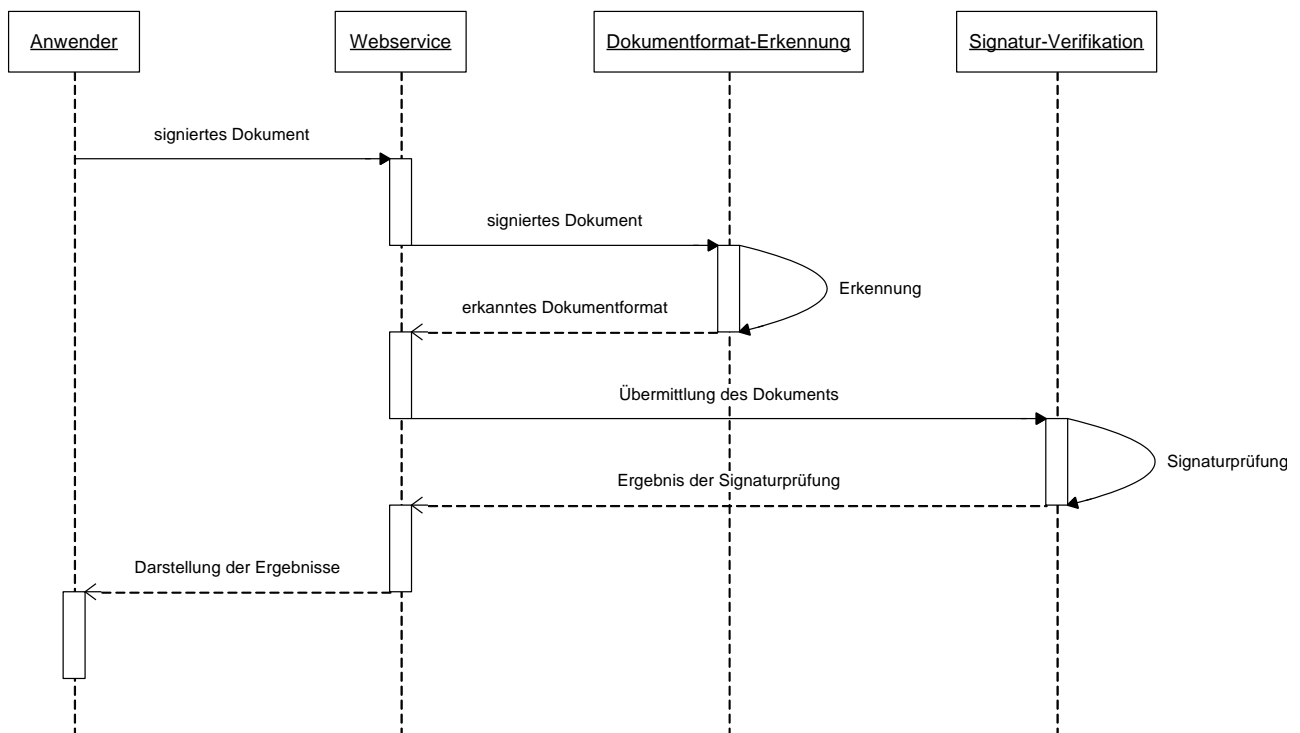 Anwender
Webservice
Dokumentformat-Erkennung
Signatur-Verifikation
signiertes Dokument
signiertes Dokument
Erkennung
erkanntes Dokumentformat
Übermittlung des Dokuments
Signaturprüfung
Ergebnis der Signaturprüfung
Darstellung der Ergebnisse